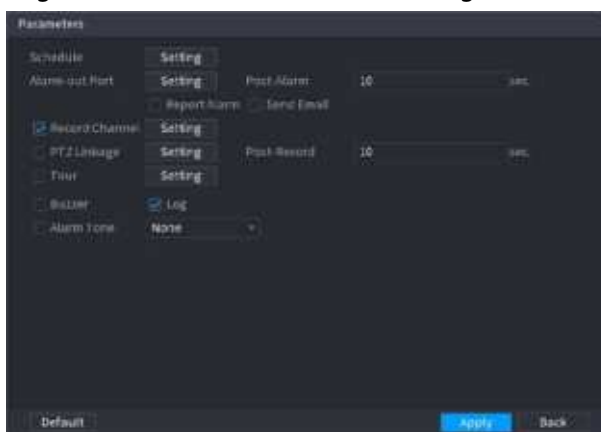 Parameters
Schedule Setting
Alarm-out Port Setting Post-Alarm 10 sec.
Report Alarm Send Email
Record Channel Setting
PTZ Linkage Setting Post-Record 10 sec.
Tour Setting
Buzzer Log
Alarm Tone None
Default Apply Back